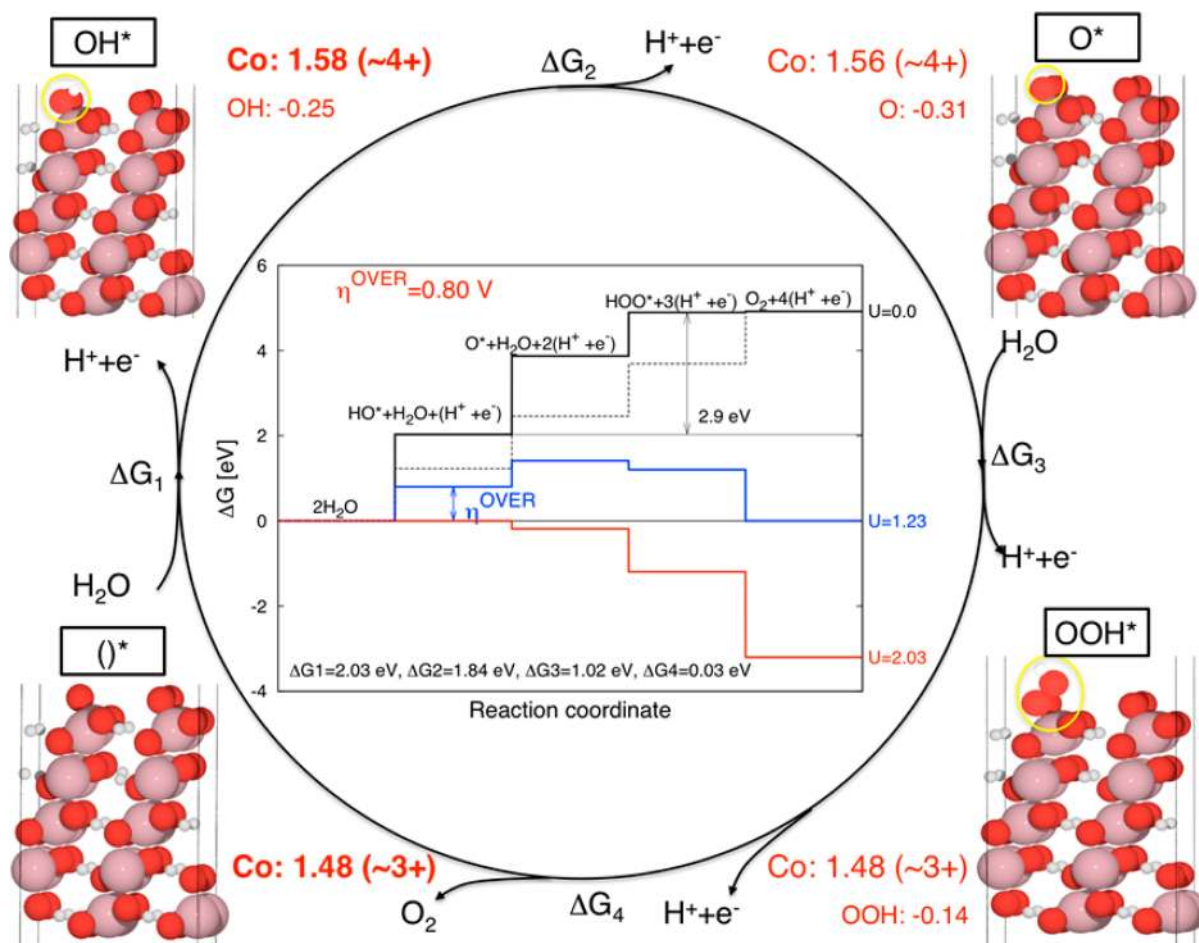 OH*
Co: 1.58 (~4+)
OH: -0.25
ΔG₂
H⁺+e⁻
Co: 1.56 (~4+)
O: -0.31
O*
H⁺+e⁻
ΔG₁
H₂O
H₂O
ΔG₃
H⁺+e⁻
ΔG [eV]
6
4
2
0
-2
-4
η^OVER=0.80 V
HOO*+3(H⁺+e⁻)
O₂+4(H⁺+e⁻)
U=0.0
O*+H₂O+2(H⁺+e⁻)
HO*+H₂O+(H⁺+e⁻)
2.9 eV
2H₂O
η^OVER
U=1.23
U=2.03
ΔG1=2.03 eV, ΔG2=1.84 eV, ΔG3=1.02 eV, ΔG4=0.03 eV
Reaction coordinate
()*
OOH*
Co: 1.48 (~3+)
O₂
ΔG₄
H⁺+e⁻
Co: 1.48 (~3+)
OOH: -0.14